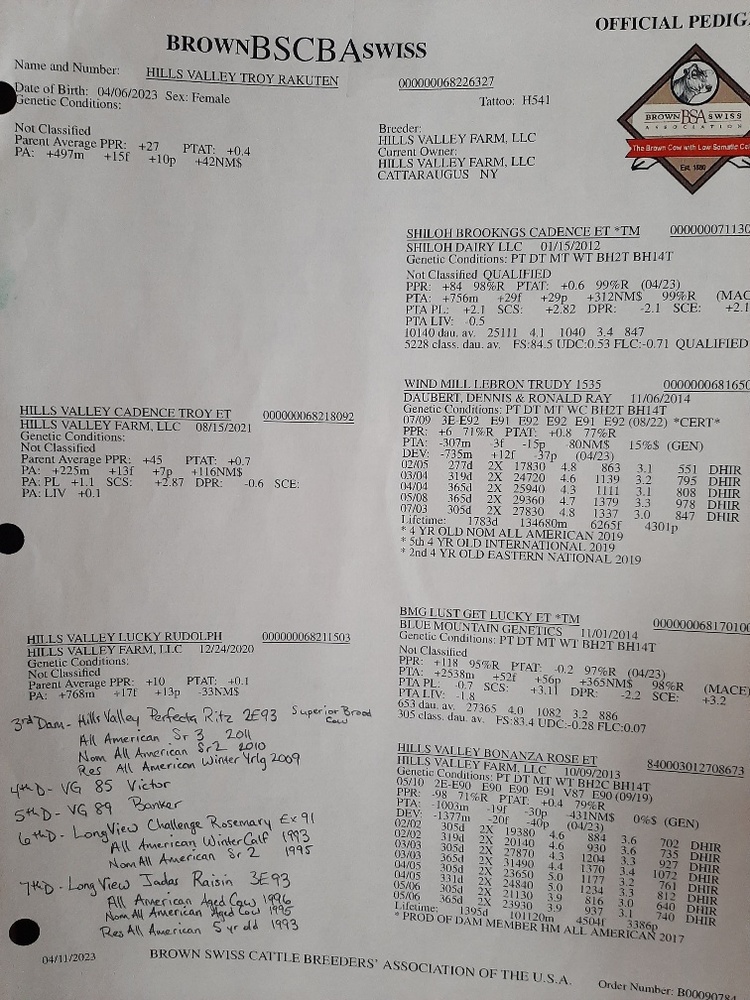 OFFICIAL PEDIG
BROWN BSCBA SWISS
Name and Number: HILLS VALLEY TROY RAKUTEN 000000068226327
Date of Birth: 04/06/2023 Sex: Female Tattoo: H541
Genetic Conditions:
Not Classified
Parent Average PPR: +27 PTAT: +0.4
PA: +497m +15f +10p +42NM$
Breeder:
HILLS VALLEY FARM, LLC
Current Owner:
HILLS VALLEY FARM, LLC
CATTARAUGUS NY
BROWN BSA SWISS
ASSOCIATION
The Brown Cow with Low Somatic Ce
Est. 1880
SHILOH BROOKNGS CADENCE ET *TM 000000071130
SHILOH DAIRY LLC 01/15/2012
Genetic Conditions: PT DT MT WT BH2T BH14T
Not Classified QUALIFIED
PPR: +84 98%R PTAT: +0.6 99%R (04/23)
PTA: +756m +29f +29p +312NM$ 99%R (MAC
PTA PL: +2.1 SCS: +2.82 DPR: -2.1 SCE: +2.1
PTA LIV: -0.5
10140 dau. av. 25111 4.1 1040 3.4 847
5228 class. dau. av. FS:84.5 UDC:0.53 FLC:-0.71 QUALIFIED
HILLS VALLEY CADENCE TROY ET 000000068218092
HILLS VALLEY FARM, LLC 08/15/2021
Genetic Conditions:
Not Classified
Parent Average PPR: +45 PTAT: +0.7
PA: +225m +13f +7p +116NM$
PA: PL +1.1 SCS: +2.87 DPR: -0.6 SCE:
PA: LIV +0.1
WIND MILL LEBRON TRUDY 1535 0000000681650
DAUBERT, DENNIS & RONALD RAY 11/06/2014
Genetic Conditions: PT DT MT WC BH2T BH14T
07/09 3E-E92 E91 E92 E92 E91 E92 (08/22) *CERT*
PPR: +6 71%R PTAT: +0.8 77%R
PTA: -307m -3f -15p -80NM$ 15%$ (GEN)
DEV: -735m +12f -37p (04/23)
02/05 277d 2X 17830 4.8 863 3.1 551 DHIR
03/04 319d 2X 24720 4.6 1139 3.2 795 DHIR
04/04 365d 2X 25940 4.3 1111 3.1 808 DHIR
05/08 365d 2X 29360 4.7 1379 3.3 978 DHIR
07/03 305d 2X 27830 4.8 1337 3.0 847 DHIR
Lifetime: 1783d 134680m 6265f 4301p
* 4 YR OLD NOM ALL AMERICAN 2019
* 5th 4 YR OLD INTERNATIONAL 2019
* 2nd 4 YR OLD EASTERN NATIONAL 2019
HILLS VALLEY LUCKY RUDOLPH 000000068211503
HILLS VALLEY FARM, LLC 12/24/2020
Genetic Conditions:
Not Classified
Parent Average PPR: +10 PTAT: +0.1
PA: +768m +17f +13p -33NM$
BMG LUST GET LUCKY ET *TM 00000068170100
BLUE MOUNTAIN GENETICS 11/01/2014
Genetic Conditions: PT DT MT WT BH2T BH14T
Not Classified
PPR: +118 95%R PTAT: -0.2 97%R (04/23)
PTA: +2538m +52f +56p +365NM$ 98%R (MACE
PTA PL: -0.7 SCS: +3.11 DPR: -2.2 SCE: +3.2
PTA LIV: -1.8
653 dau. av. 27365 4.0 1082 3.2 886
305 class. dau. av. FS:83.4 UDC:-0.28 FLC:0.07
3rd Dam - Hills Valley Perfecta Ritz 2E93 Superior Brood Cow
All American Sr 3 2011
Nom All American Sr 2 2010
Res All American Winter Yrlg 2009
4th D - VG 85 Victor
5th D - VG 89 Banker
6th D - LongView Challenge Rosemary Ex 91
All American Winter Calf 1993
Nom All American Sr 2 1995
7th D - LongView Jadas Raisin 3E93
All American Aged Cow 1996
Nom All American Aged Cow 1995
Res All American 5 yr old 1993
HILLS VALLEY BONANZA ROSE ET 840003012708673
HILLS VALLEY FARM, LLC 10/09/2013
Genetic Conditions: PT DT MT WT BH2C BH14T
05/10 2E-E90 E90 E90 E91 V87 E90 (09/19)
PPR: -98 71%R PTAT: +0.4 79%R
PTA: -1003m -19f -30p -431NM$ 0%$ (GEN)
DEV: -1377m -20f -40p (04/23)
02/02 305d 2X 19380 4.6 884 3.6 702 DHIR
02/02 319d 2X 20140 4.6 930 3.6 735 DHIR
03/03 305d 2X 27870 4.3 1204 3.3 927 DHIR
03/03 365d 2X 31490 4.4 1370 3.4 1072 DHIR
04/05 305d 2X 23650 5.0 1177 3.2 761 DHIR
04/05 331d 2X 24840 5.0 1234 3.3 812 DHIR
05/06 305d 2X 21130 3.9 816 3.0 640 DHIR
05/06 365d 2X 23930 3.9 937 3.1 740 DHIR
Lifetime: 1395d 101120m 4504f 3386p
* PROD OF DAM MEMBER HM ALL AMERICAN 2017
04/11/2023 BROWN SWISS CATTLE BREEDERS' ASSOCIATION OF THE U.S.A. Order Number: B00090784